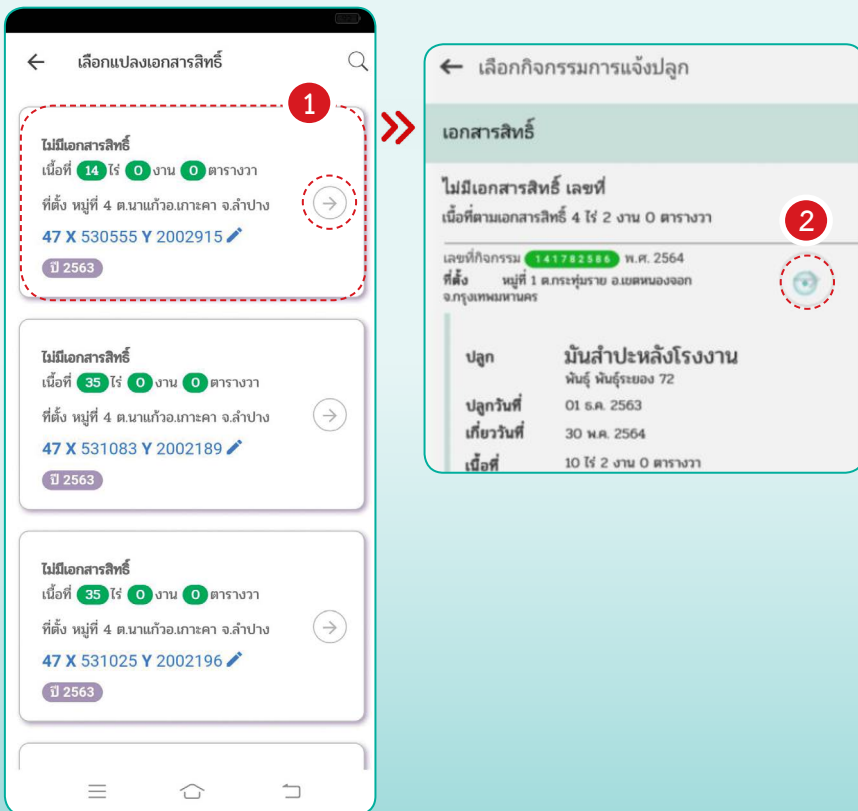 เลือกแปลงเอกสารสิทธิ์
1
ไม่มีเอกสารสิทธิ์
เนื้อที่ 14 ไร่ 0 งาน 0 ตารางวา
ที่ตั้ง หมู่ที่ 4 ต.นาแก้วอ.เกาะคา จ.ลำปาง
47 X 530555 Y 2002915
ปี 2563
ไม่มีเอกสารสิทธิ์
เนื้อที่ 35 ไร่ 0 งาน 0 ตารางวา
ที่ตั้ง หมู่ที่ 4 ต.นาแก้วอ.เกาะคา จ.ลำปาง
47 X 531083 Y 2002189
ปี 2563
ไม่มีเอกสารสิทธิ์
เนื้อที่ 35 ไร่ 0 งาน 0 ตารางวา
ที่ตั้ง หมู่ที่ 4 ต.นาแก้วอ.เกาะคา จ.ลำปาง
47 X 531025 Y 2002196
ปี 2563
เลือกกิจกรรมการแจ้งปลูก
เอกสารสิทธิ์
ไม่มีเอกสารสิทธิ์ เลขที่
เนื้อที่ตามเอกสารสิทธิ์ 4 ไร่ 2 งาน 0 ตารางวา
2
เลขที่กิจกรรม 141782586 พ.ศ. 2564
ที่ตั้ง หมู่ที่ 1 ต.กระทุ่มราย อ.เขตหนองจอก
จ.กรุงเทพมหานคร
ปลูก มันสำปะหลังโรงงาน
พันธุ์ พันธุ์ระยอง 72
ปลูกวันที่ 01 ธ.ค. 2563
เกี่ยววันที่ 30 พ.ค. 2564
เนื้อที่ 10 ไร่ 2 งาน 0 ตารางวา